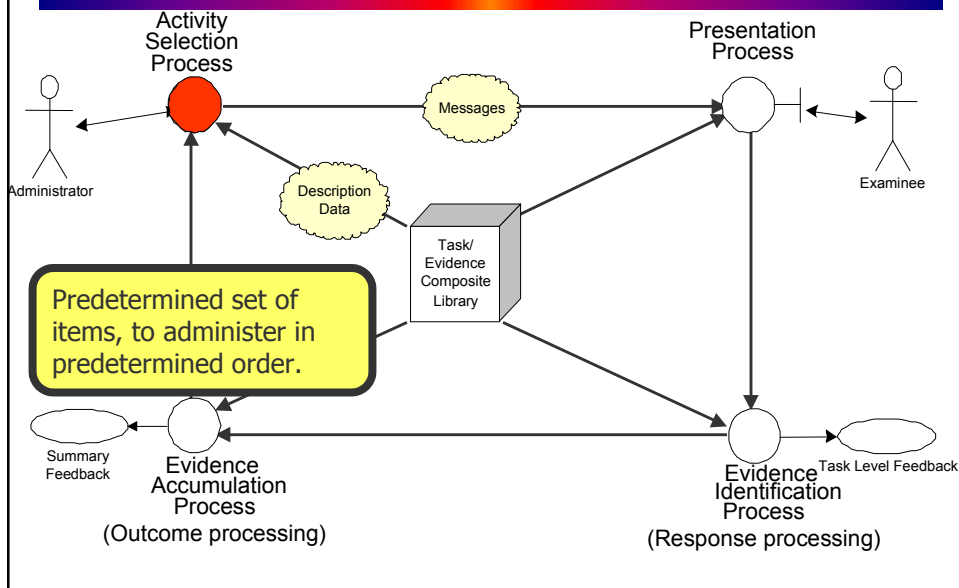 Activity
Selection
Process
Presentation
Process
Messages
Administrator
Examinee
Description
Data
Task/
Evidence
Composite
Library
Predetermined set of
items, to administer in
predetermined order.
Summary
Feedback
Evidence
Accumulation
Process
(Outcome processing)
Evidence
Identification
Process
(Response processing)
Task Level Feedback